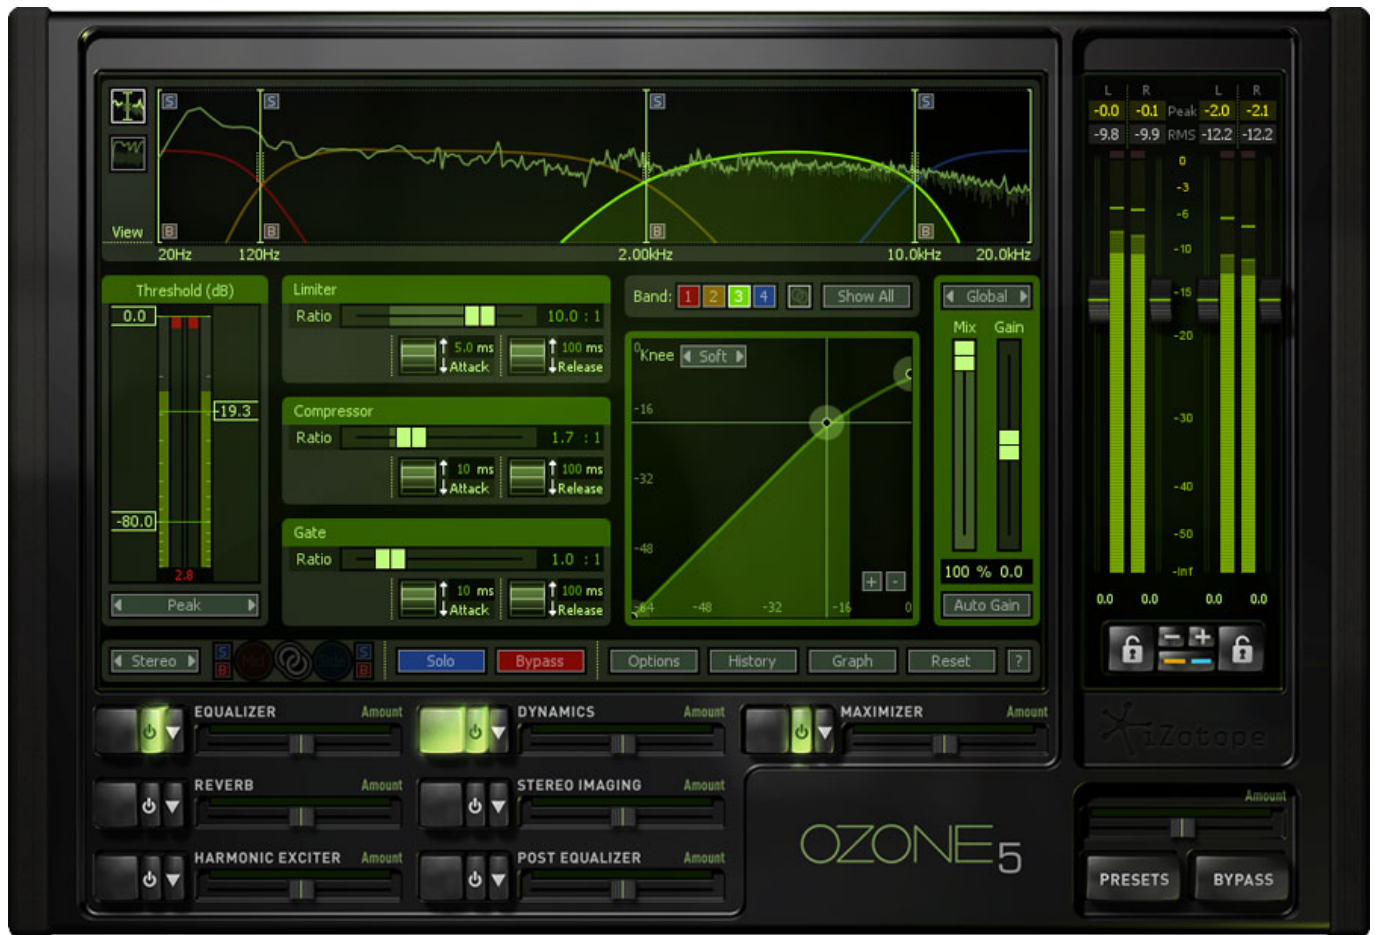 L R L R
-0.0 -0.1 Peak -2.0 -2.1
-9.8 -9.9 RMS -12.2 -12.2
S S S S
View
B B B B
20Hz 120Hz 2.00kHz 10.0kHz 20.0kHz
0
-3
-6
-10
-15
-20
-30
-40
-50
-Inf
0.0 0.0 0.0 0.0
Threshold (dB)
0.0
-19.3
-80.0
2.8
Peak
Limiter
Ratio 10.0 : 1
5.0 ms Attack
100 ms Release
Compressor
Ratio 1.7 : 1
10 ms Attack
100 ms Release
Gate
Ratio 1.0 : 1
10 ms Attack
100 ms Release
Band: 1 2 3 4 Show All
0
Knee Soft
-16
-32
-48
+ -
-64 -48 -32 -16 0
Global
Mix Gain
100 % 0.0
Auto Gain
Stereo S B Mid Side S B Solo Bypass Options History Graph Reset ?
EQUALIZER Amount
DYNAMICS Amount
MAXIMIZER Amount
REVERB Amount
STEREO IMAGING Amount
HARMONIC EXCITER Amount
POST EQUALIZER Amount
OZONE 5
iZotope
Amount
PRESETS BYPASS